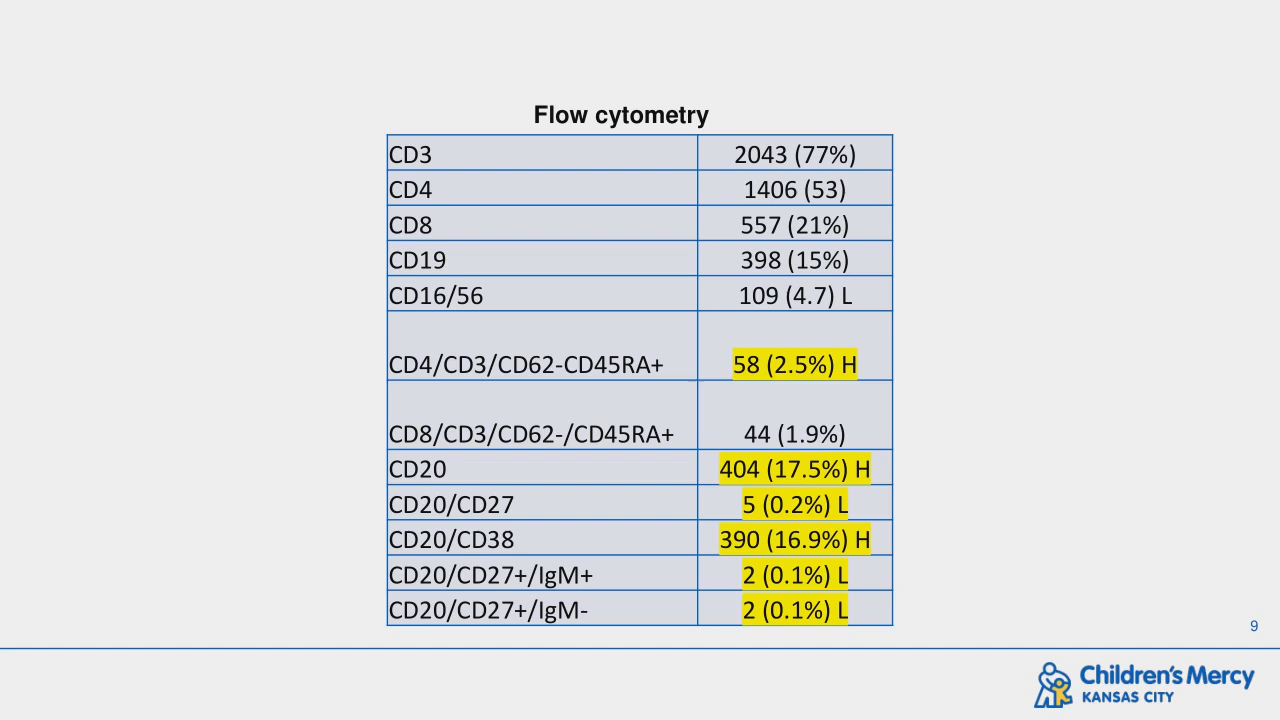 Flow cytometry
CD3 2043 (77%)
CD4 1406 (53)
CD8 557 (21%)
CD19 398 (15%)
CD16/56 109 (4.7) L
CD4/CD3/CD62-CD45RA+ 58 (2.5%) H
CD8/CD3/CD62-/CD45RA+ 44 (1.9%)
CD20 404 (17.5%) H
CD20/CD27 5 (0.2%) L
CD20/CD38 390 (16.9%) H
CD20/CD27+/IgM+ 2 (0.1%) L
CD20/CD27+/IgM- 2 (0.1%) L
9
Children's Mercy
KANSAS CITY